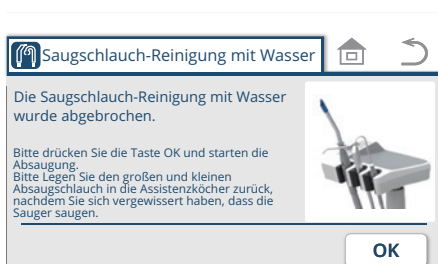 Saugschlauch-Reinigung mit Wasser
Die Saugschlauch-Reinigung mit Wasser
wurde abgebrochen.
Bitte drücken Sie die Taste OK und starten die
Absaugung.
Bitte Legen Sie den großen und kleinen
Absaugschlauch in die Assistenzköcher zurück,
nachdem Sie sich vergewissert haben, dass die
Sauger saugen.
OK